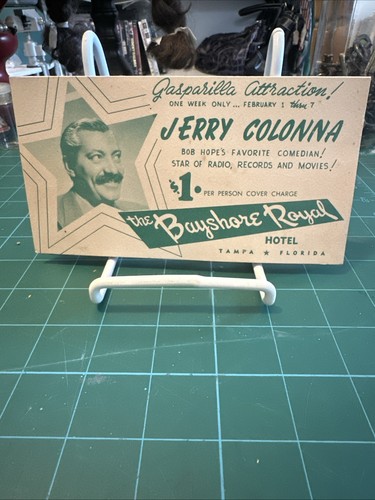 Gasparilla Attraction!
ONE WEEK ONLY... FEBRUARY 1 thru 7
JERRY COLONNA
BOB HOPE'S FAVORITE COMEDIAN!
STAR OF RADIO, RECORDS AND MOVIES!
$1. PER PERSON COVER CHARGE
the Bayshore Royal
HOTEL
TAMPA ★ FLORIDA